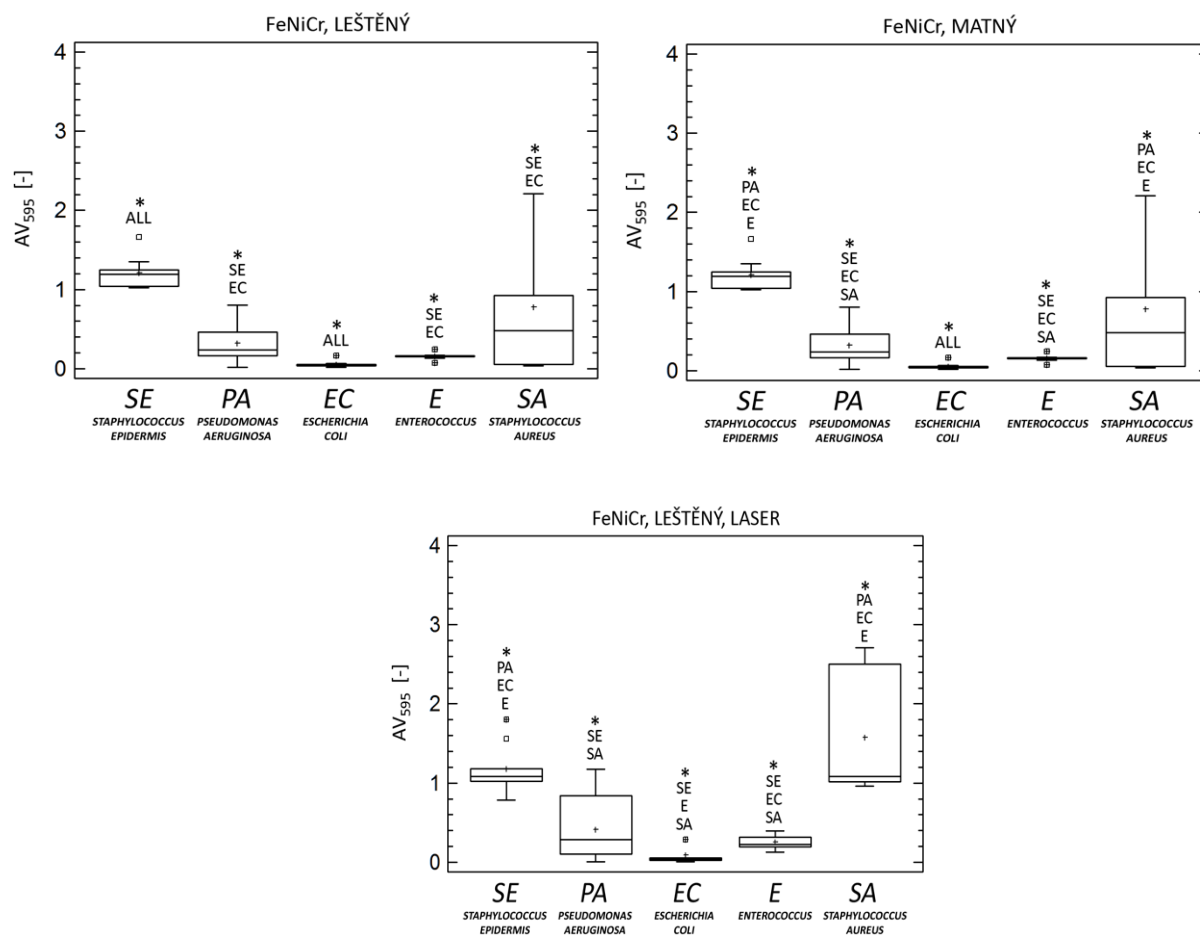 FeNiCr, LEŠTĚNÝ
AV595 [-]
4
3
2
1
0
*
ALL
*
SE
EC
*
ALL
*
SE
EC
*
SE
EC
SE PA EC E SA
STAPHYLOCOCCUS EPIDERMIS
PSEUDOMONAS AERUGINOSA
ESCHERICHIA COLI
ENTEROCOCCUS
STAPHYLOCOCCUS AUREUS
FeNiCr, MATNÝ
AV595 [-]
4
3
2
1
0
*
PA
EC
E
*
SE
EC
SA
*
ALL
*
SE
EC
SA
*
PA
EC
E
SE PA EC E SA
STAPHYLOCOCCUS EPIDERMIS
PSEUDOMONAS AERUGINOSA
ESCHERICHIA COLI
ENTEROCOCCUS
STAPHYLOCOCCUS AUREUS
FeNiCr, LEŠTĚNÝ, LASER
AV595 [-]
4
3
2
1
0
*
PA
EC
E
*
SE
SA
*
SE
E
SA
*
SE
EC
SA
*
PA
EC
E
SE PA EC E SA
STAPHYLOCOCCUS EPIDERMIS
PSEUDOMONAS AERUGINOSA
ESCHERICHIA COLI
ENTEROCOCCUS
STAPHYLOCOCCUS AUREUS